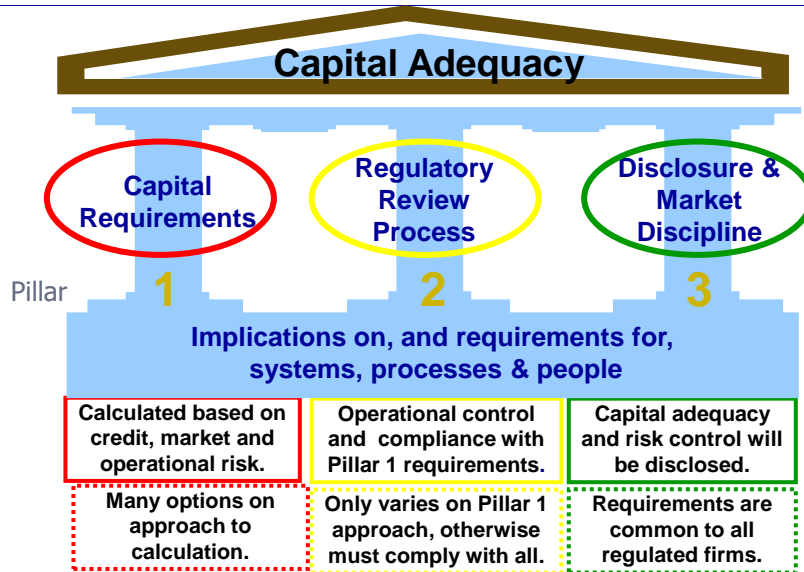 Capital Adequacy
Capital
Requirements
Regulatory
Review
Process
Disclosure &
Market
Discipline
Pillar 1 2 3
Implications on, and requirements for,
systems, processes & people
Calculated based on
credit, market and
operational risk.
Operational control
and compliance with
Pillar 1 requirements.
Capital adequacy
and risk control will
be disclosed.
Many options on
approach to
calculation.
Only varies on Pillar 1
approach, otherwise
must comply with all.
Requirements are
common to all
regulated firms.